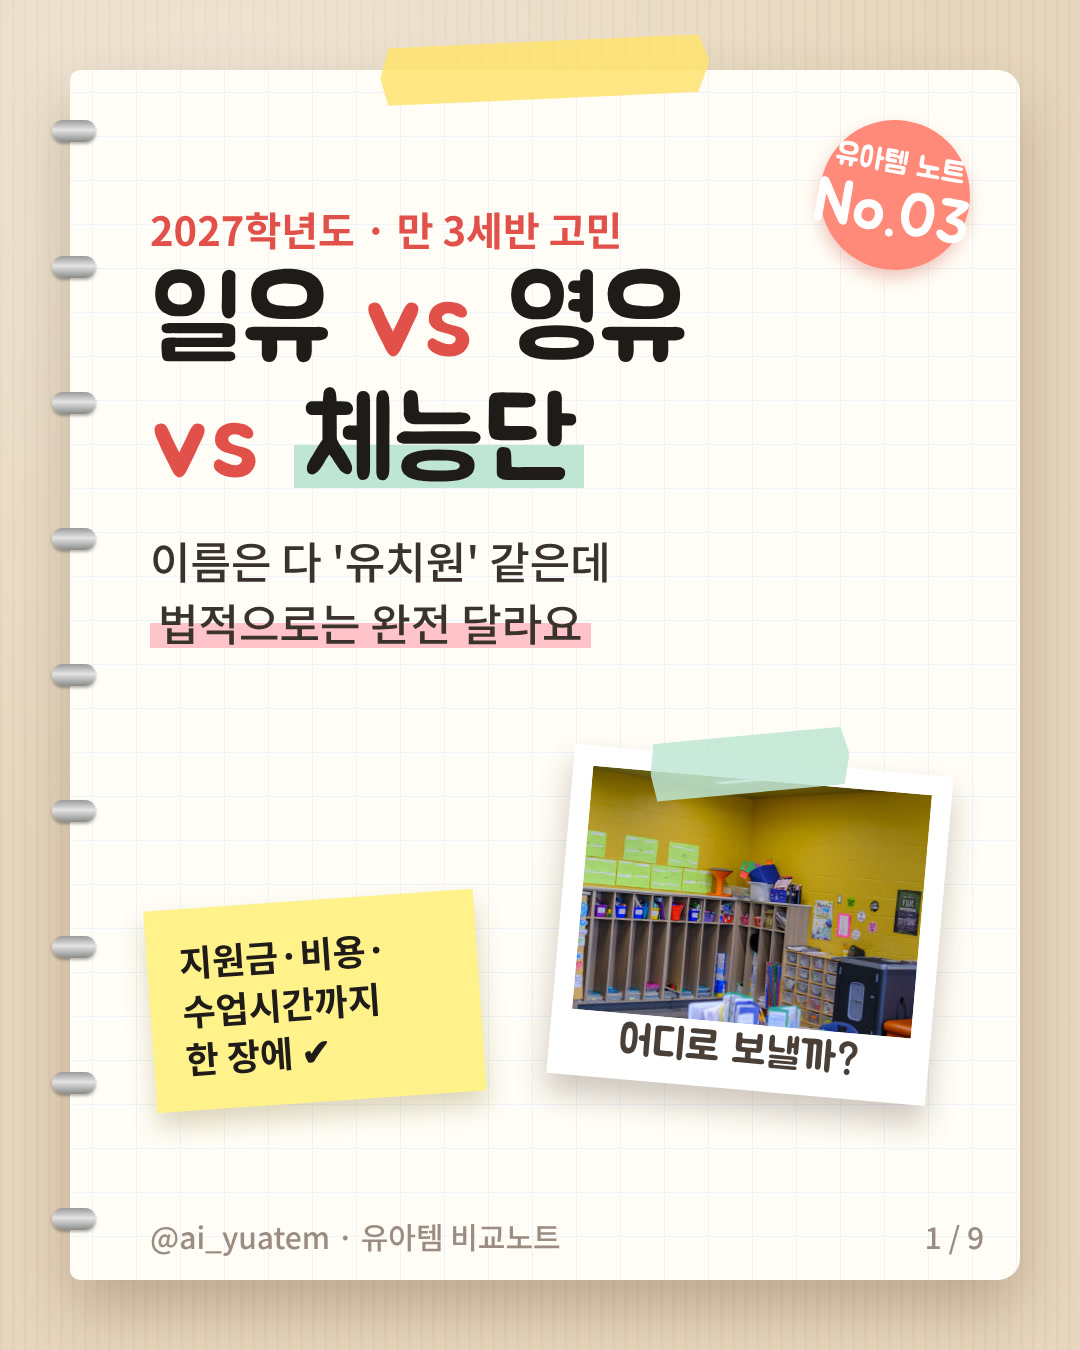 유아템 노트
No.03
2027학년도 · 만 3세반 고민
일유 vs 영유
vs 체능단
이름은 다 '유치원' 같은데
법적으로는 완전 달라요
지원금·비용·
수업시간까지
한 장에 ✔
어디로 보낼까?
@ai_yuatem · 유아템 비교노트
1 / 9